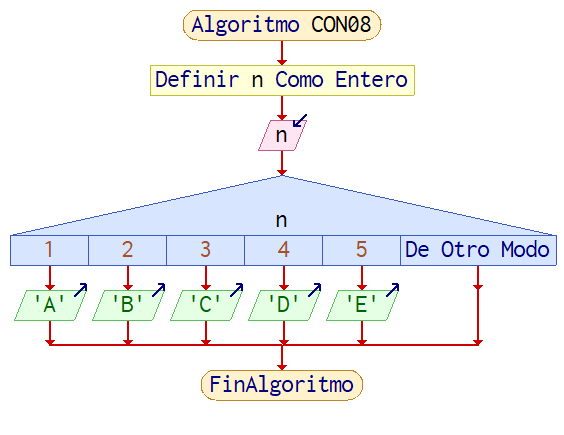 Algoritmo CON08
Definir n Como Entero
n
n
1 2 3 4 5 De Otro Modo
'A' 'B' 'C' 'D' 'E'
FinAlgoritmo